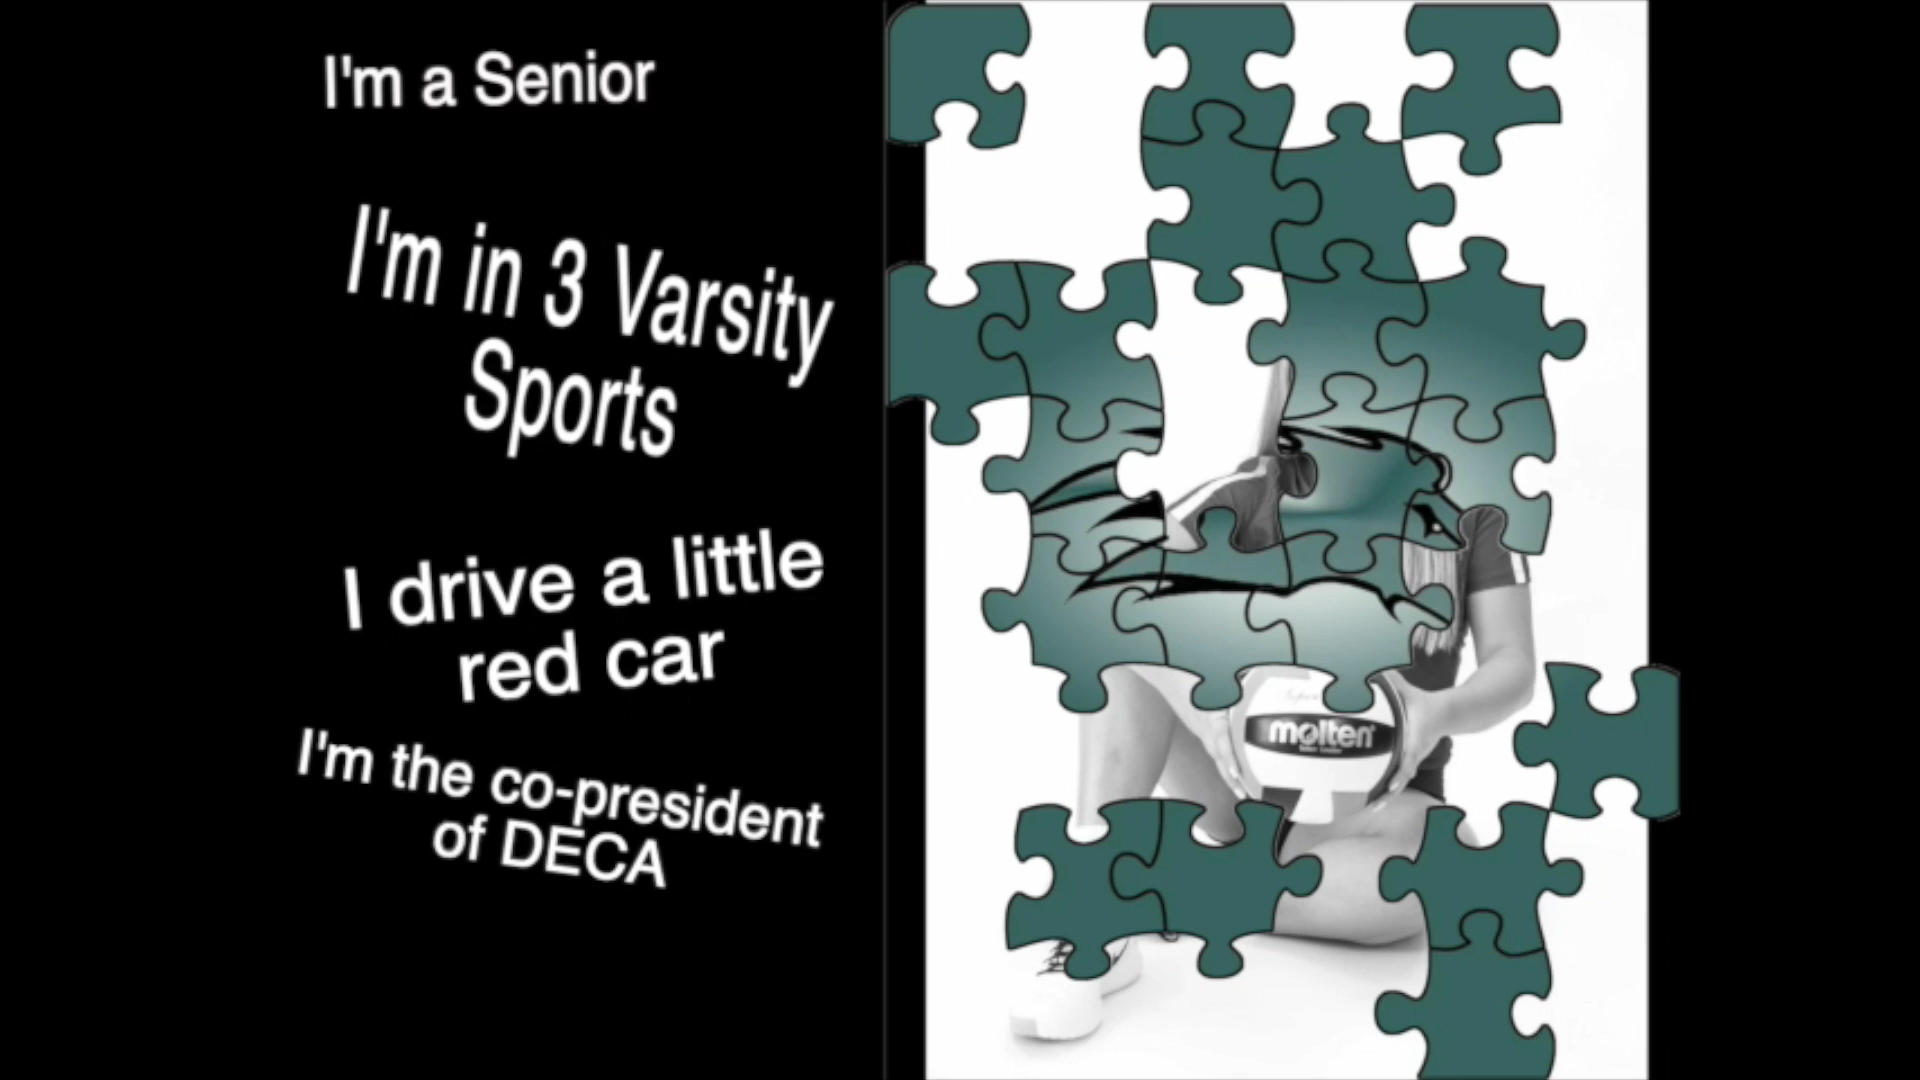 I'm a Senior
I'm in 3 Varsity
Sports
I drive a little
red car
I'm the co-president
of DECA
molten